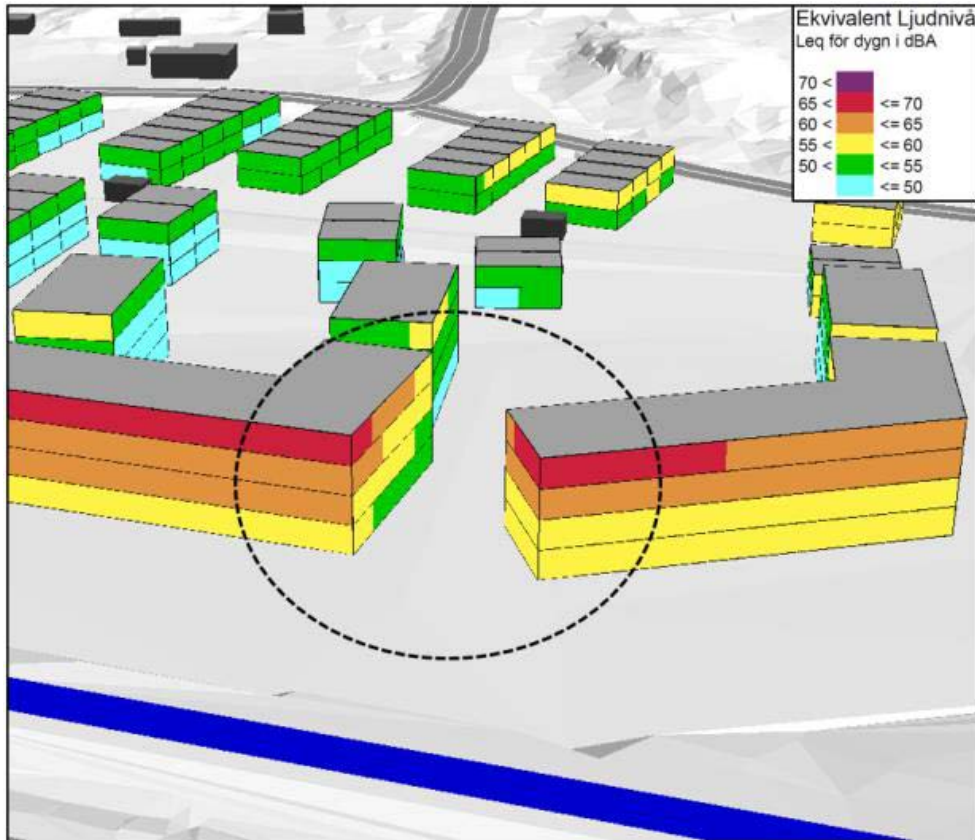 Ekvivalent Ljudnivå
Leq för dygn i dBA
70 <
65 < <= 70
60 < <= 65
55 < <= 60
50 < <= 55
<= 50